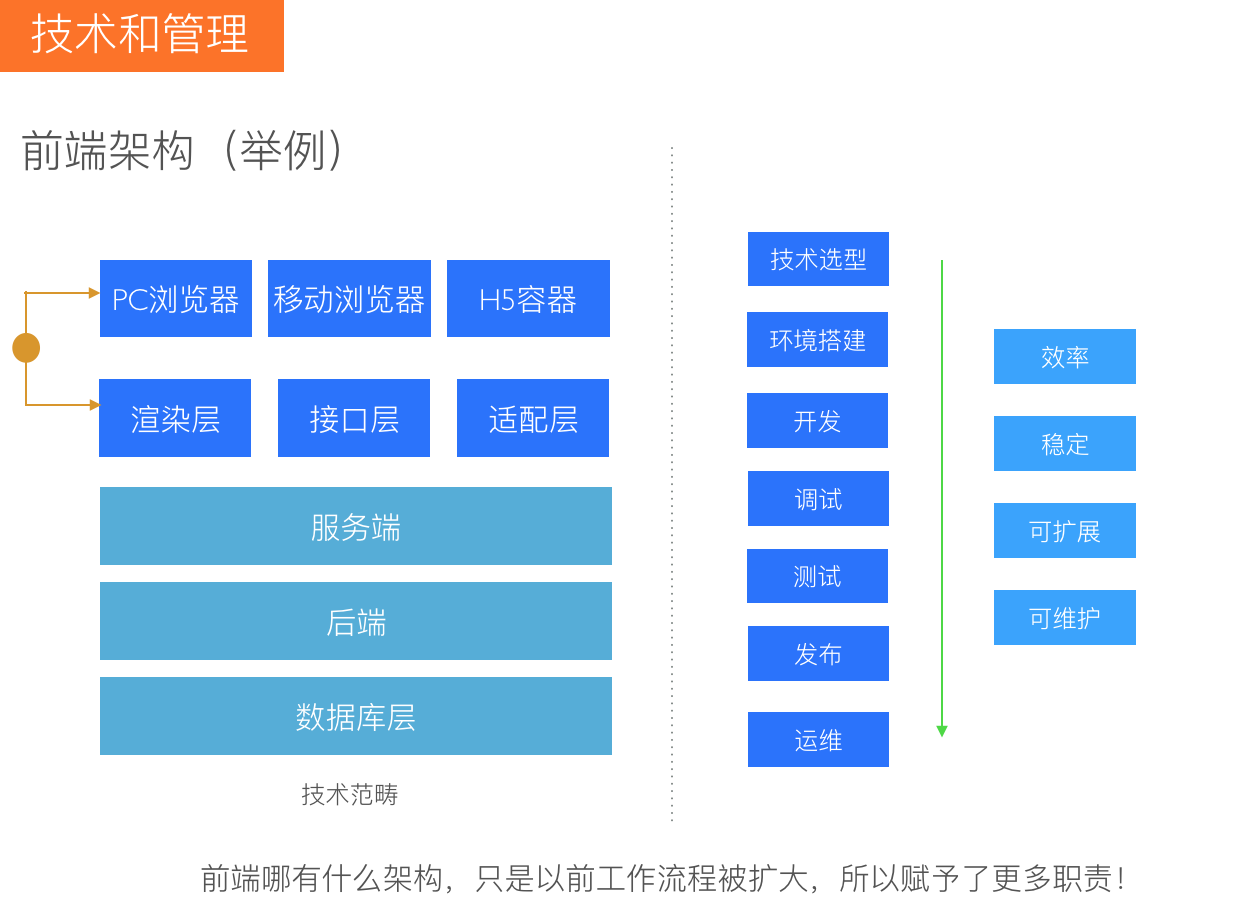 技术和管理
前端架构（举例）
PC浏览器
移动浏览器
H5容器
渲染层
接口层
适配层
服务端
后端
数据库层
技术范畴
技术选型
环境搭建
开发
调试
测试
发布
运维
效率
稳定
可扩展
可维护
前端哪有什么架构，只是以前工作流程被扩大，所以赋予了更多职责！